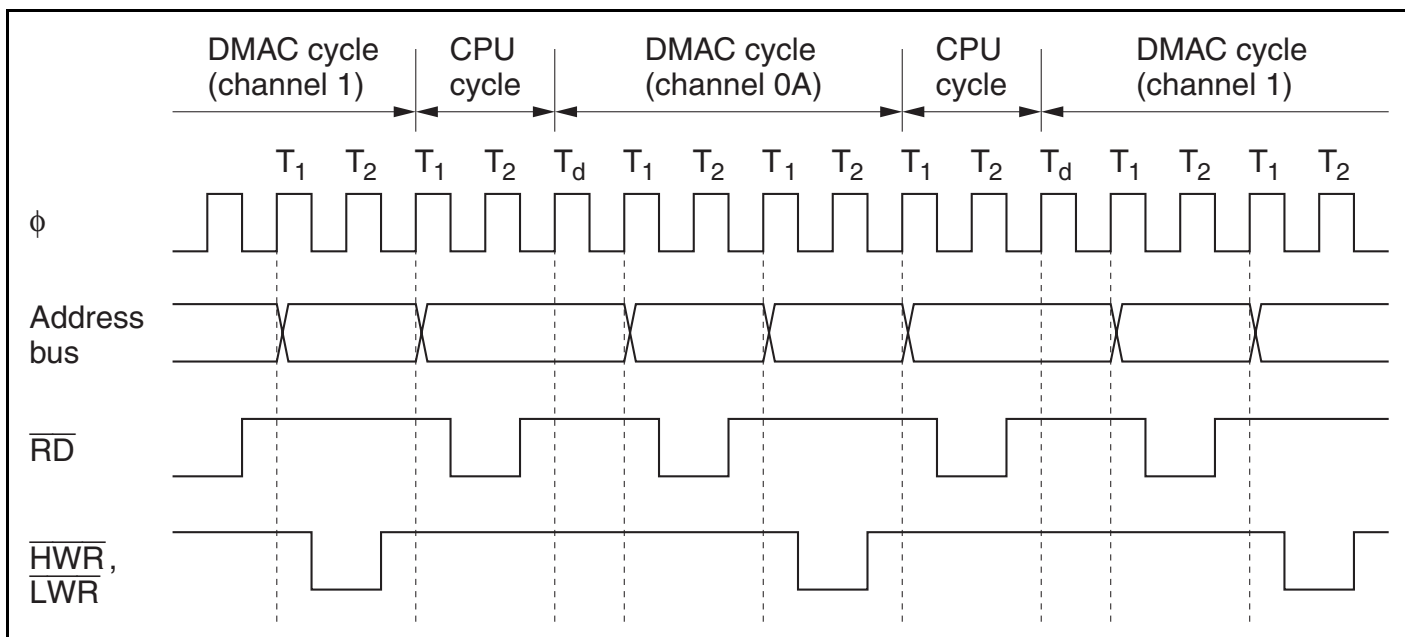 DMAC cycle (channel 1)
CPU cycle
DMAC cycle (channel 0A)
CPU cycle
DMAC cycle (channel 1)
T1 T2 T1 T2 Td T1 T2 T1 T2 T1 T2 Td T1 T2 T1 T2
φ
Address bus
RD
HWR,
LWR